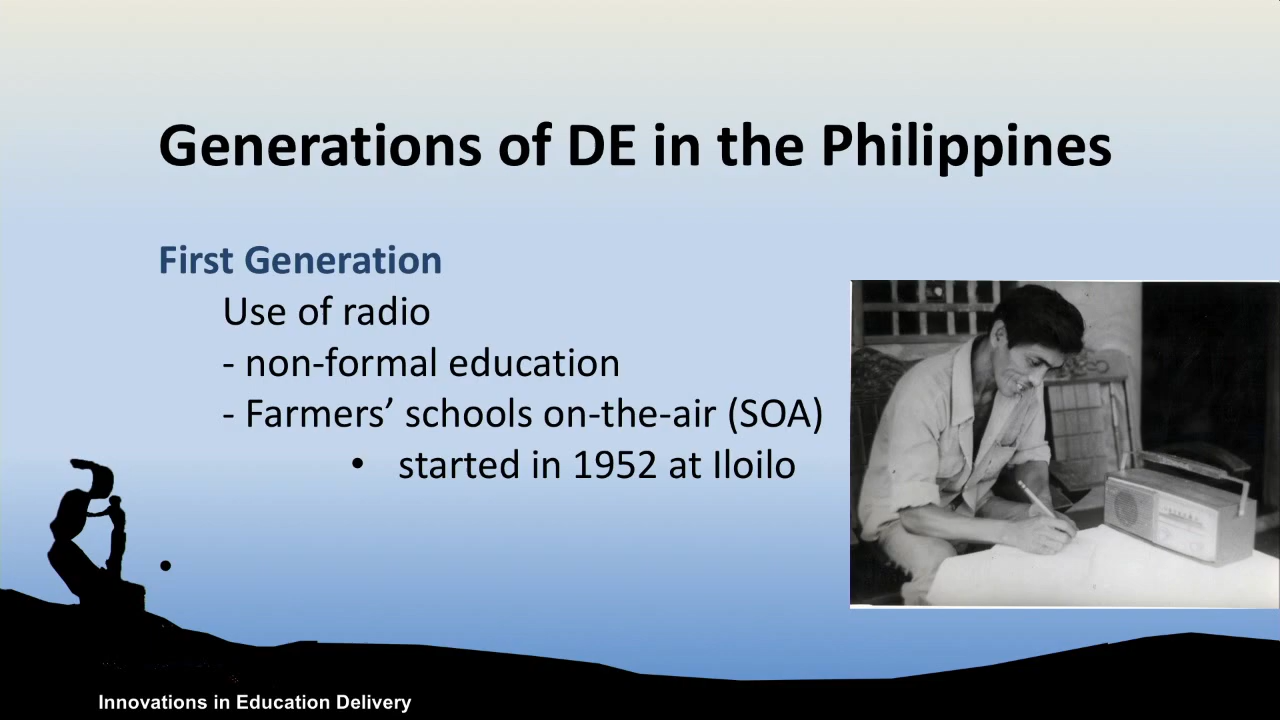 Generations of DE in the Philippines
First Generation
Use of radio
- non-formal education
- Farmers’ schools on-the-air (SOA)
• started in 1952 at Iloilo
•
Innovations in Education Delivery